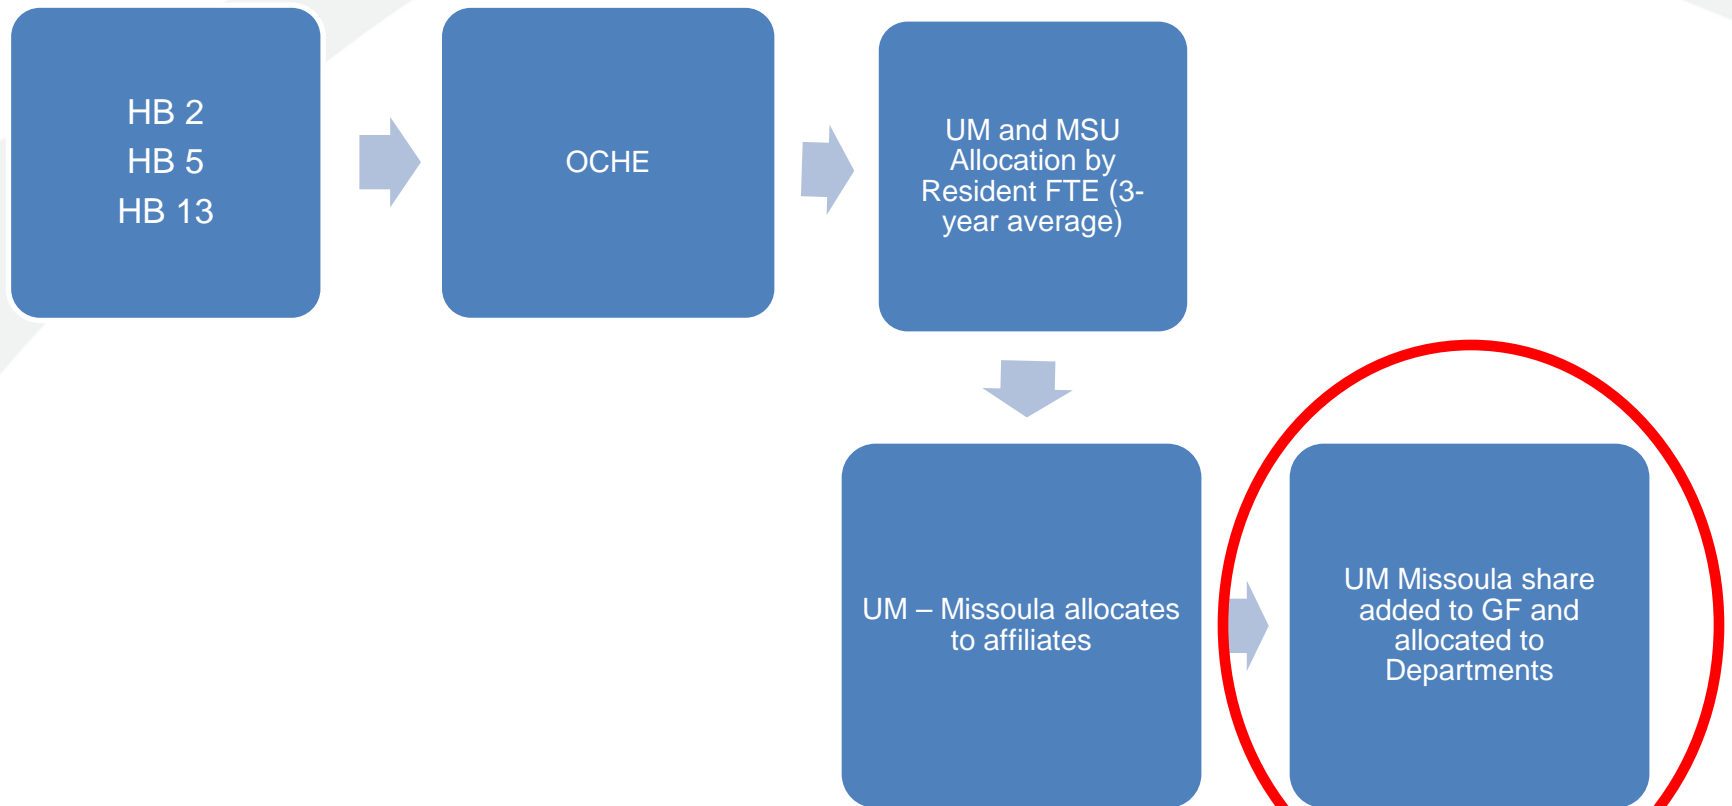 HB 2
HB 5
HB 13
OCHE
UM and MSU
Allocation by
Resident FTE (3-
year average)
UM – Missoula allocates
to affiliates
UM Missoula share
added to GF and
allocated to
Departments